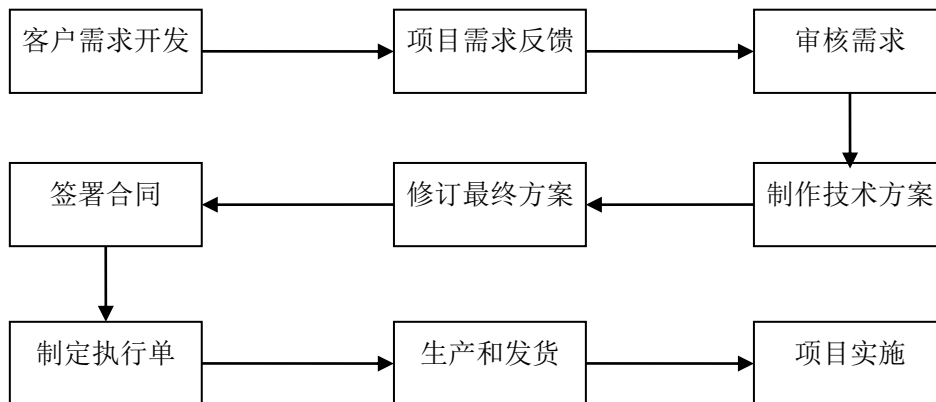 客户需求开发
项目需求反馈
审核需求
制作技术方案
修订最终方案
签署合同
制定执行单
生产和发货
项目实施